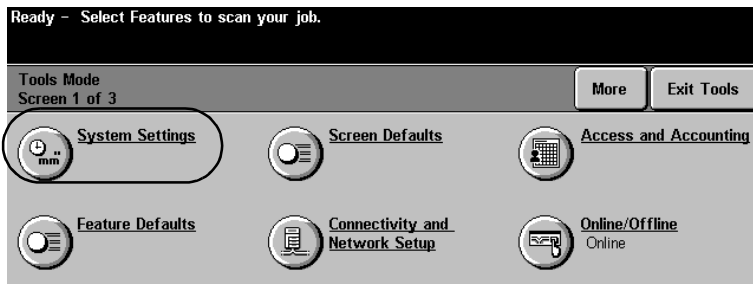 Ready - Select Features to scan your job.
Tools Mode
Screen 1 of 3
More
Exit Tools
System Settings
Screen Defaults
Access and Accounting
mm
Feature Defaults
Connectivity and
Network Setup
Online/Offline
Online